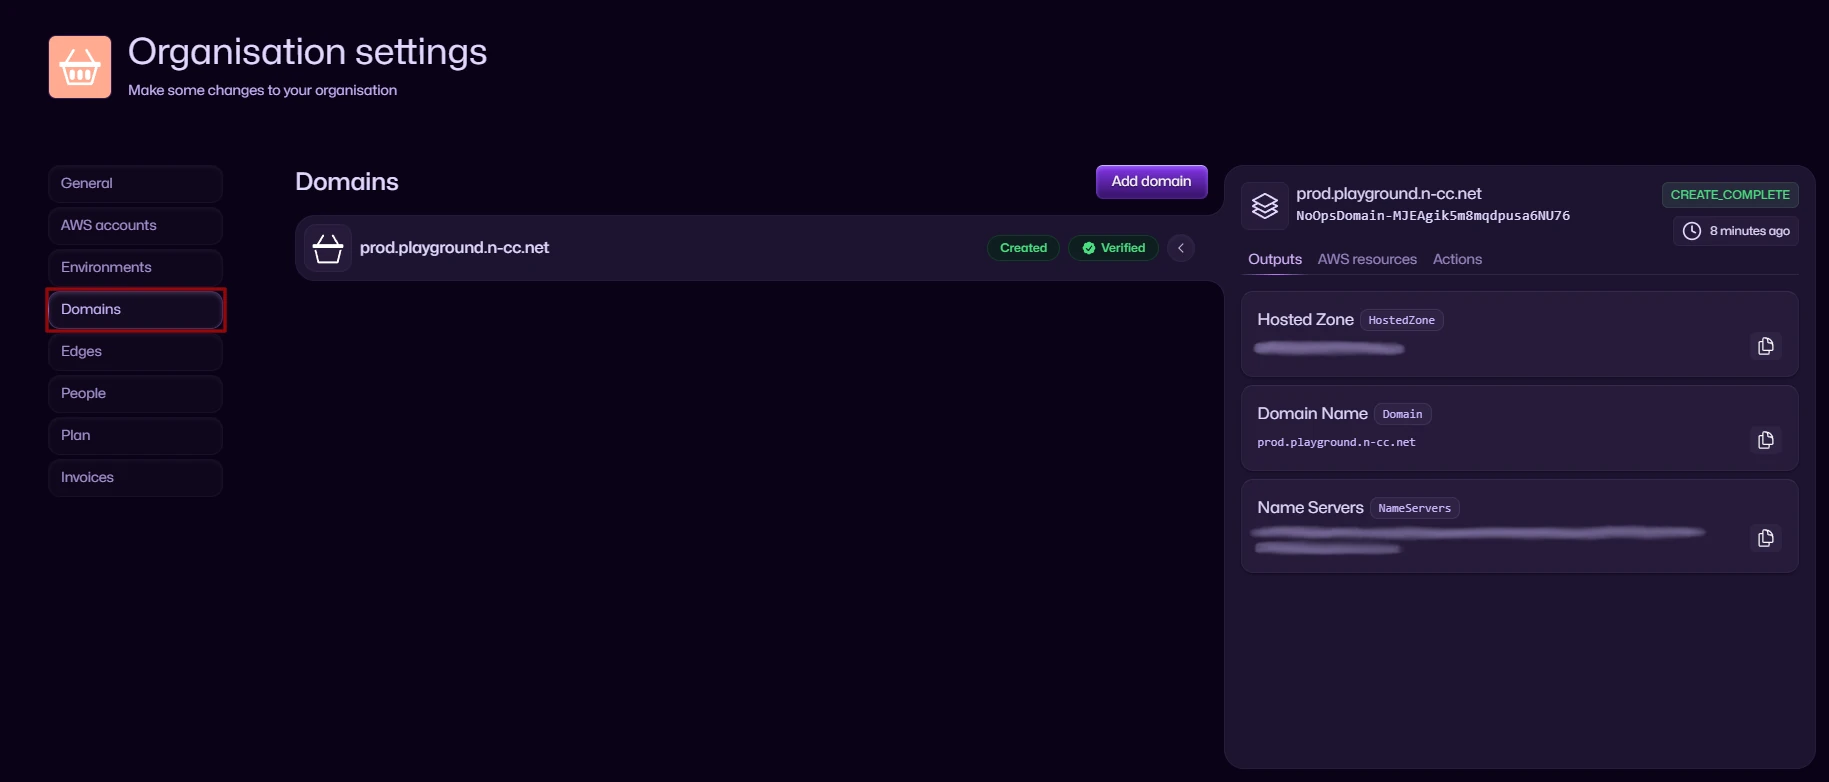 Organisation settings
Make some changes to your organisation
General
AWS accounts
Environments
Domains
Edges
People
Plan
Invoices
Domains
Add domain
prod.playground.n-cc.net
Created
Verified
prod.playground.n-cc.net
NoOpsDomain-MJEAgik5m8mqdpusa6NU76
CREATE_COMPLETE
8 minutes ago
Outputs AWS resources Actions
Hosted Zone HostedZone
Domain Name Domain
prod.playground.n-cc.net
Name Servers NameServers